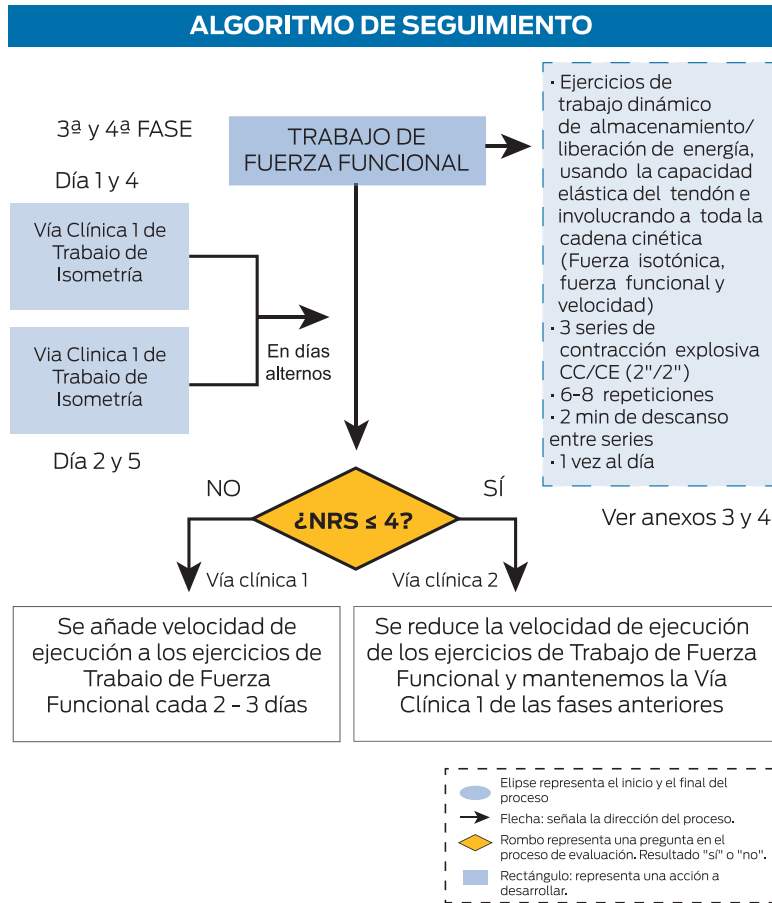 ALGORITMO DE SEGUIMIENTO
3ª y 4ª FASE
Día 1 y 4
Vía Clínica 1 de
Trabaio de
Isometría
Via Clinica 1 de
Trabaio de
Isometría
Día 2 y 5
En días
alternos
TRABAJO DE
FUERZA FUNCIONAL
· Ejercicios de
trabajo dinámico
de almacenamiento/
liberación de energía,
usando la capacidad
elástica del tendón e
involucrando a toda la
cadena cinética
(Fuerza isotónica,
fuerza funcional y
velocidad)
· 3 series de
contracción explosiva
CC/CE (2"/2")
· 6-8 repeticiones
· 2 min de descanso
entre series
· 1 vez al día
Ver anexos 3 y 4
NO
SÍ
¿NRS ≤ 4?
Vía clínica 1
Vía clínica 2
Se añade velocidad de
ejecución a los ejercicios de
Trabaio de Fuerza
Funcional cada 2 - 3 días
Se reduce la velocidad de ejecución
de los ejercicios de Trabajo de Fuerza
Funcional y mantenemos la Vía
Clínica 1 de las fases anteriores
Elipse representa el inicio y el final del
proceso
Flecha: señala la dirección del proceso.
Rombo representa una pregunta en el
proceso de evaluación. Resultado "sí" o "no".
Rectángulo: representa una acción a
desarrollar.